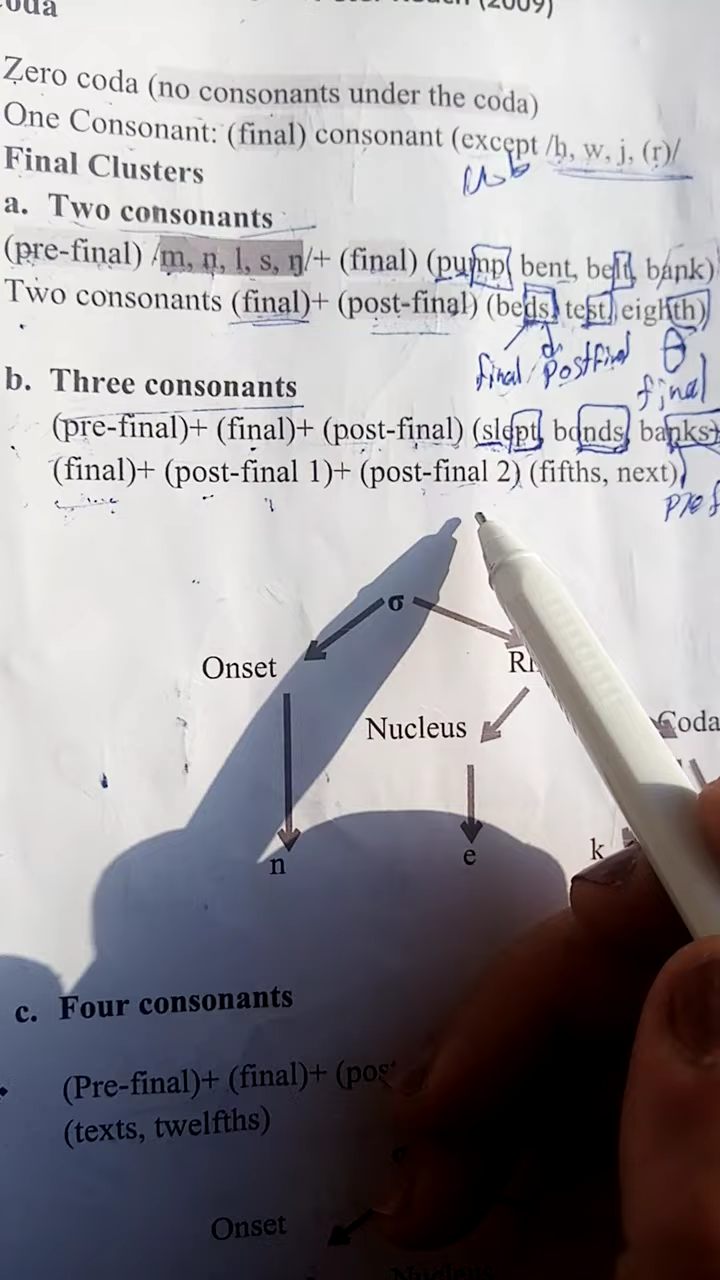 (2009)
Zero coda (no consonants under the coda)
One Consonant: (final) consonant (except /h, w, j, (r)/
Final Clusters
a. Two consonants
(pre-final) /m, n, l, s, ŋ/+ (final) (pump, bent, belt, bank)
Two consonants (final)+ (post-final) (beds, test, eighth)
final / Postfinal θ
final
b. Three consonants
(pre-final)+ (final)+ (post-final) (slept, bonds, banks
(final)+ (post-final 1)+ (post-final 2) (fifths, next)
σ
Onset
Nucleus Coda
n e k
c. Four consonants
(Pre-final)+ (final)+
(texts, twelfths)
Onset
Nucleus